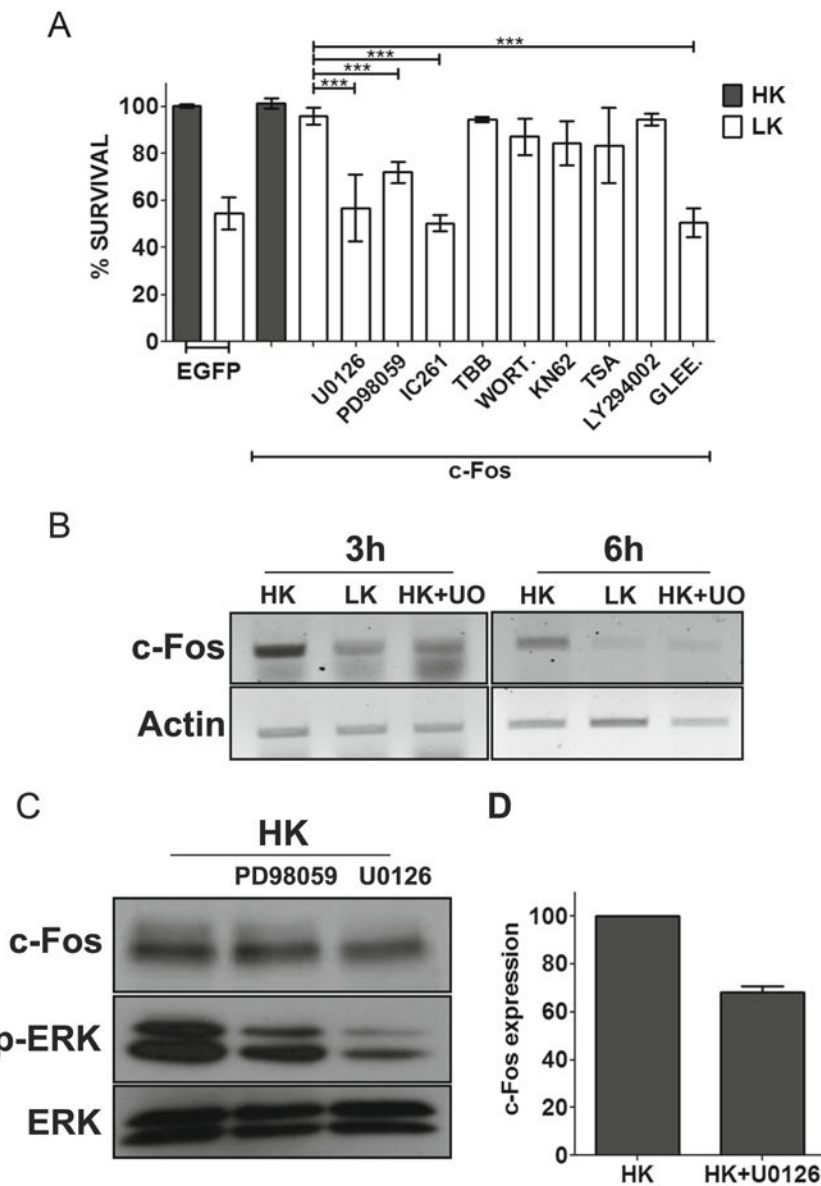 A
***
***
***
***
HK
LK
% SURVIVAL
100
80
60
40
20
0
EGFP
U0126
PD98059
IC261
TBB
WORT.
KN62
TSA
LY294002
GLEE.
c-Fos
B
3h 6h
HK LK HK+UO HK LK HK+UO
c-Fos
Actin
C
HK
PD98059 U0126
c-Fos
p-ERK
ERK
D
c-Fos expression
100
80
60
40
20
0
HK HK+U0126